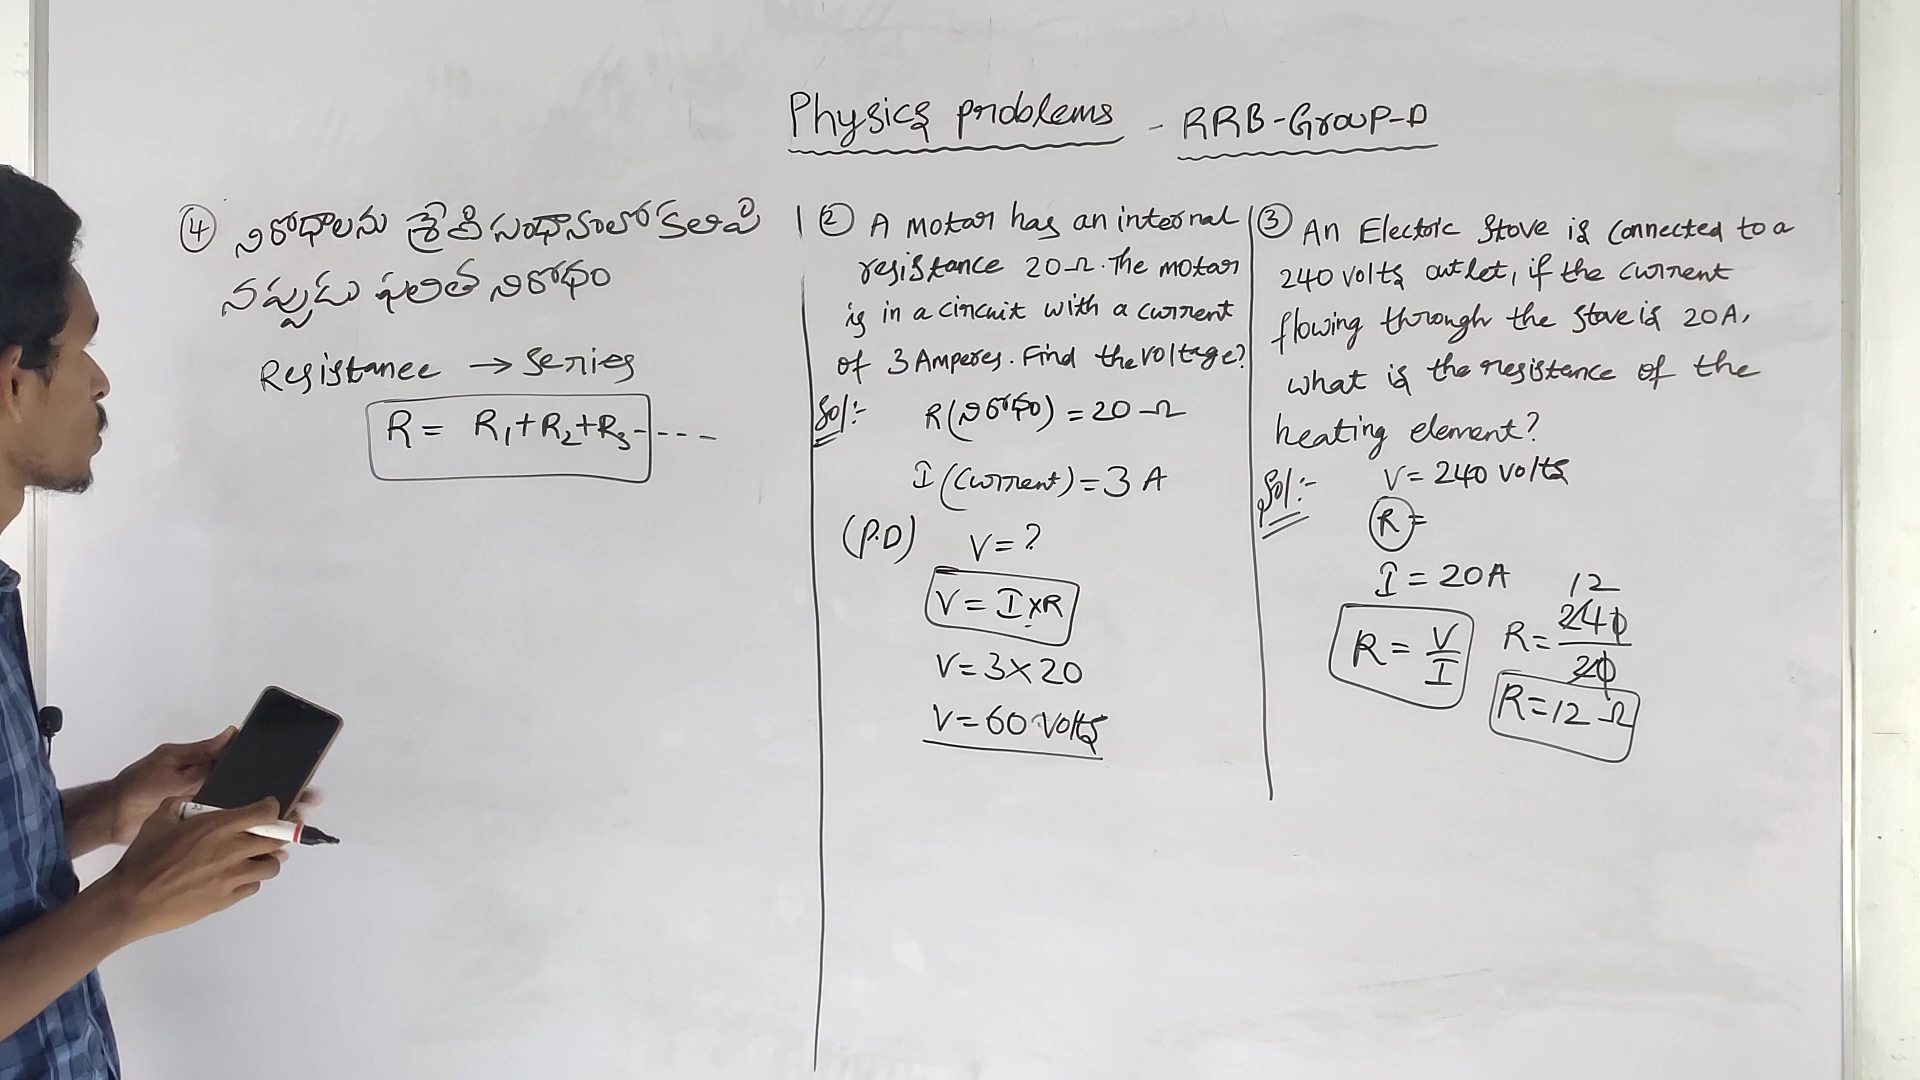 Physics problems - RRB-GrouP-D
④ నిరోధాలను శ్రేణి సంధానంలో కలిపి
నప్పుడు ఫలిత నిరోధం
Resistance → Series
R = R₁+R₂+R₃----
② A motor has an internal
resistance 20Ω. The motor
is in a circuit with a current
of 3 Amperes. Find the voltage?
Sol:- R (నిరోధం) = 20Ω
I (Current) = 3 A
(P.D) V = ?
V = I×R
V = 3×20
V = 60 Volts
③ An Electric stove is connected to a
240 volts outlet, if the current
flowing through the stove is 20A,
what is the resistance of the
heating element?
Sol:- V = 240 volts
R =
I = 20A
12
R = V/I R = 240/20
R = 12Ω